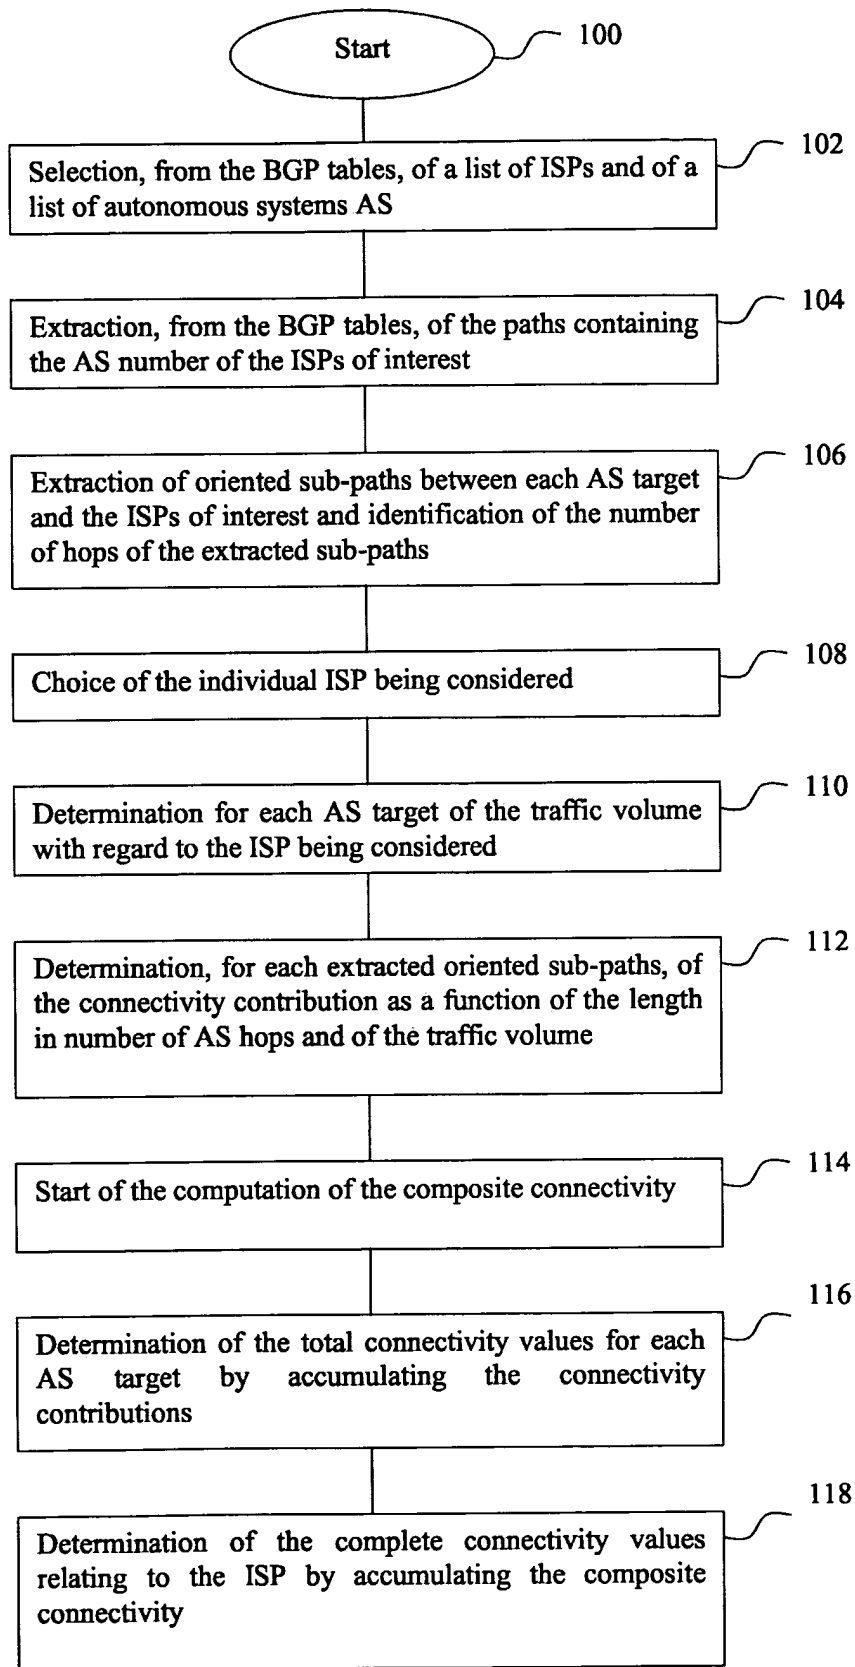 Start
100
102
Selection, from the BGP tables, of a list of ISPs and of a
list of autonomous systems AS
104
Extraction, from the BGP tables, of the paths containing
the AS number of the ISPs of interest
106
Extraction of oriented sub-paths between each AS target
and the ISPs of interest and identification of the number
of hops of the extracted sub-paths
108
Choice of the individual ISP being considered
110
Determination for each AS target of the traffic volume
with regard to the ISP being considered
112
Determination, for each extracted oriented sub-paths, of
the connectivity contribution as a function of the length
in number of AS hops and of the traffic volume
114
Start of the computation of the composite connectivity
116
Determination of the total connectivity values for each
AS target by accumulating the connectivity
contributions
118
Determination of the complete connectivity values
relating to the ISP by accumulating the composite
connectivity